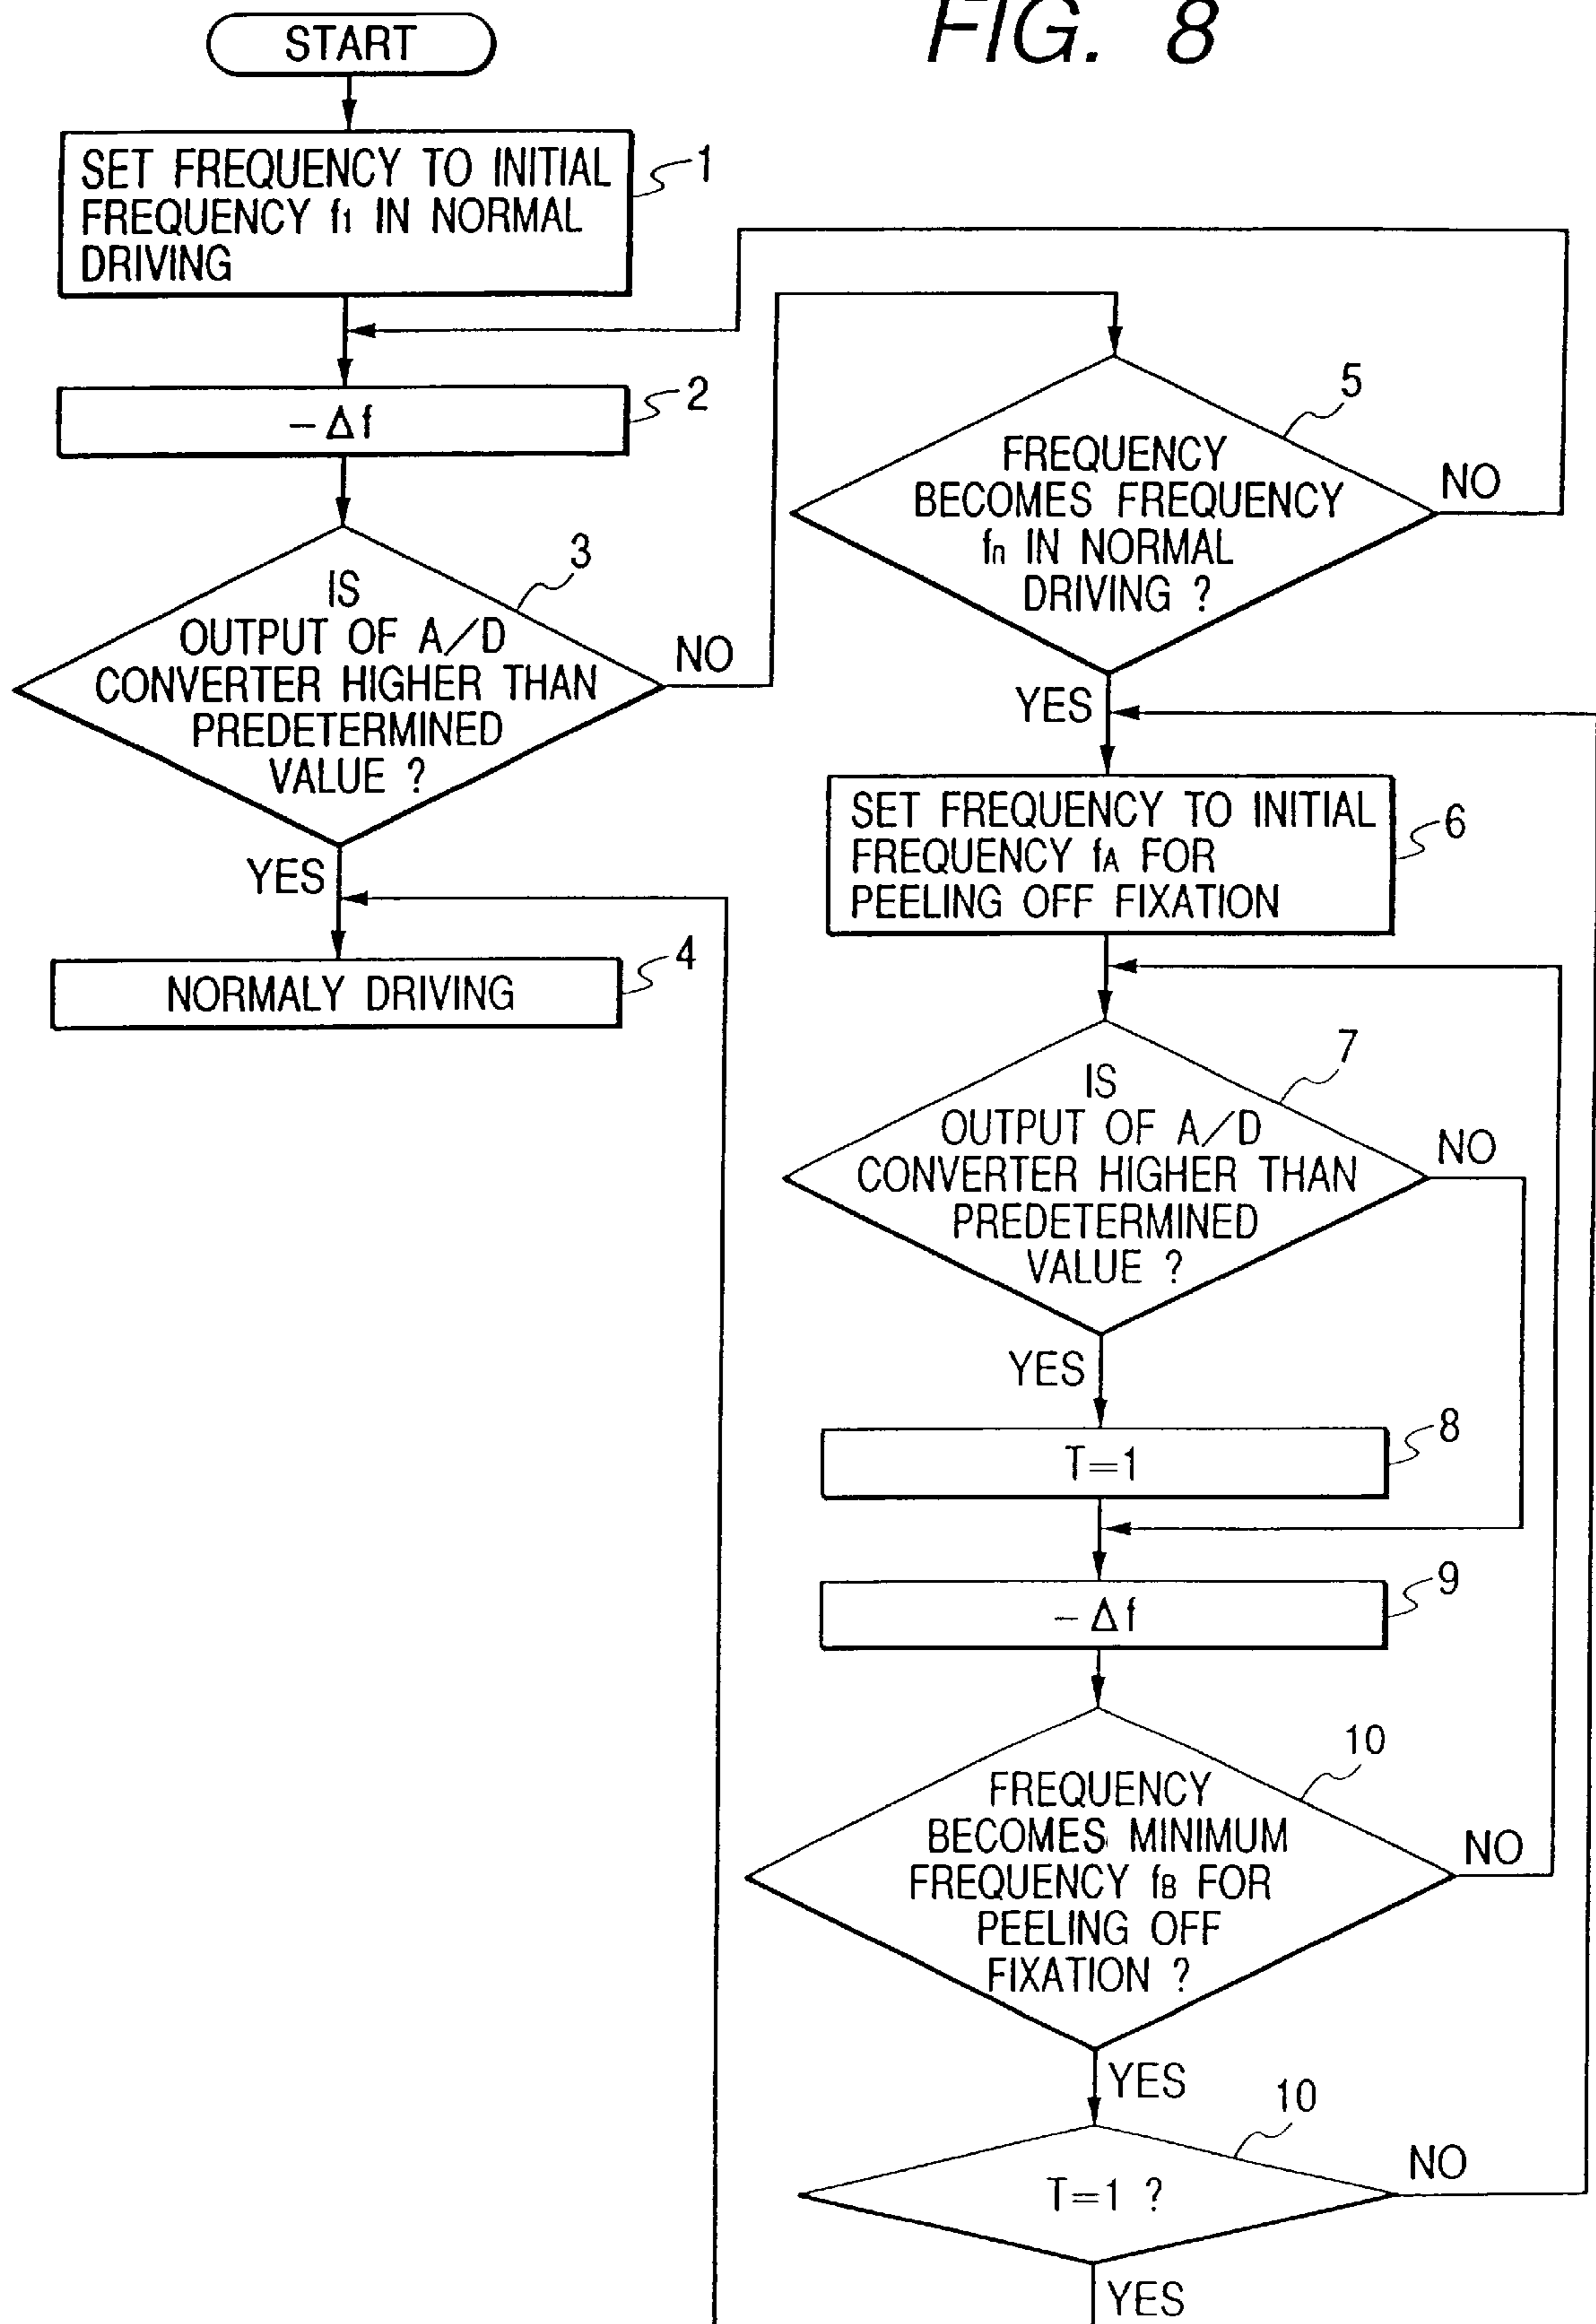 FIG. 8
START
SET FREQUENCY TO INITIAL
FREQUENCY f1 IN NORMAL
DRIVING
1
−Δf
2
IS
OUTPUT OF A/D
CONVERTER HIGHER THAN
PREDETERMINED
VALUE ?
3
NO
YES
NORMALY DRIVING
4
FREQUENCY
BECOMES FREQUENCY
fn IN NORMAL
DRIVING ?
5
NO
YES
SET FREQUENCY TO INITIAL
FREQUENCY fA FOR
PEELING OFF FIXATION
6
IS
OUTPUT OF A/D
CONVERTER HIGHER THAN
PREDETERMINED
VALUE ?
7
NO
YES
T=1
8
−Δf
9
FREQUENCY
BECOMES MINIMUM
FREQUENCY fB FOR
PEELING OFF
FIXATION ?
10
NO
YES
T=1 ?
10
NO
YES